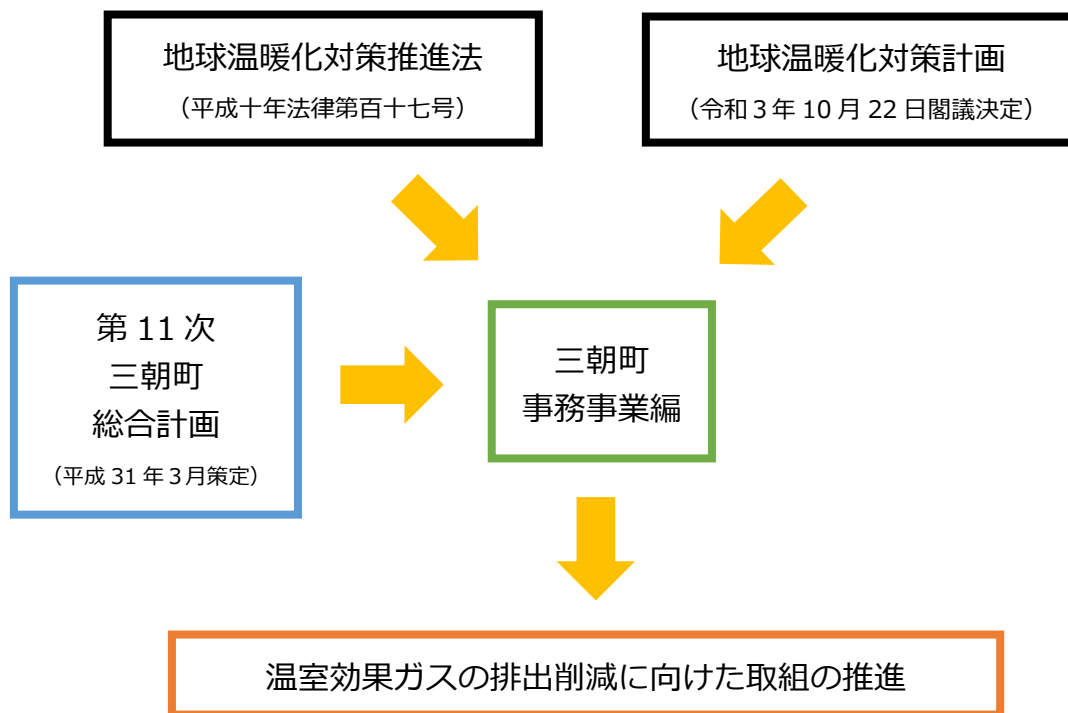 地球温暖化対策推進法
（平成十年法律第百十七号）
地球温暖化対策計画
（令和３年 10 月 22 日閣議決定）
第 11 次
三朝町
総合計画
（平成 31 年３月策定）
三朝町
事務事業編
温室効果ガスの排出削減に向けた取組の推進